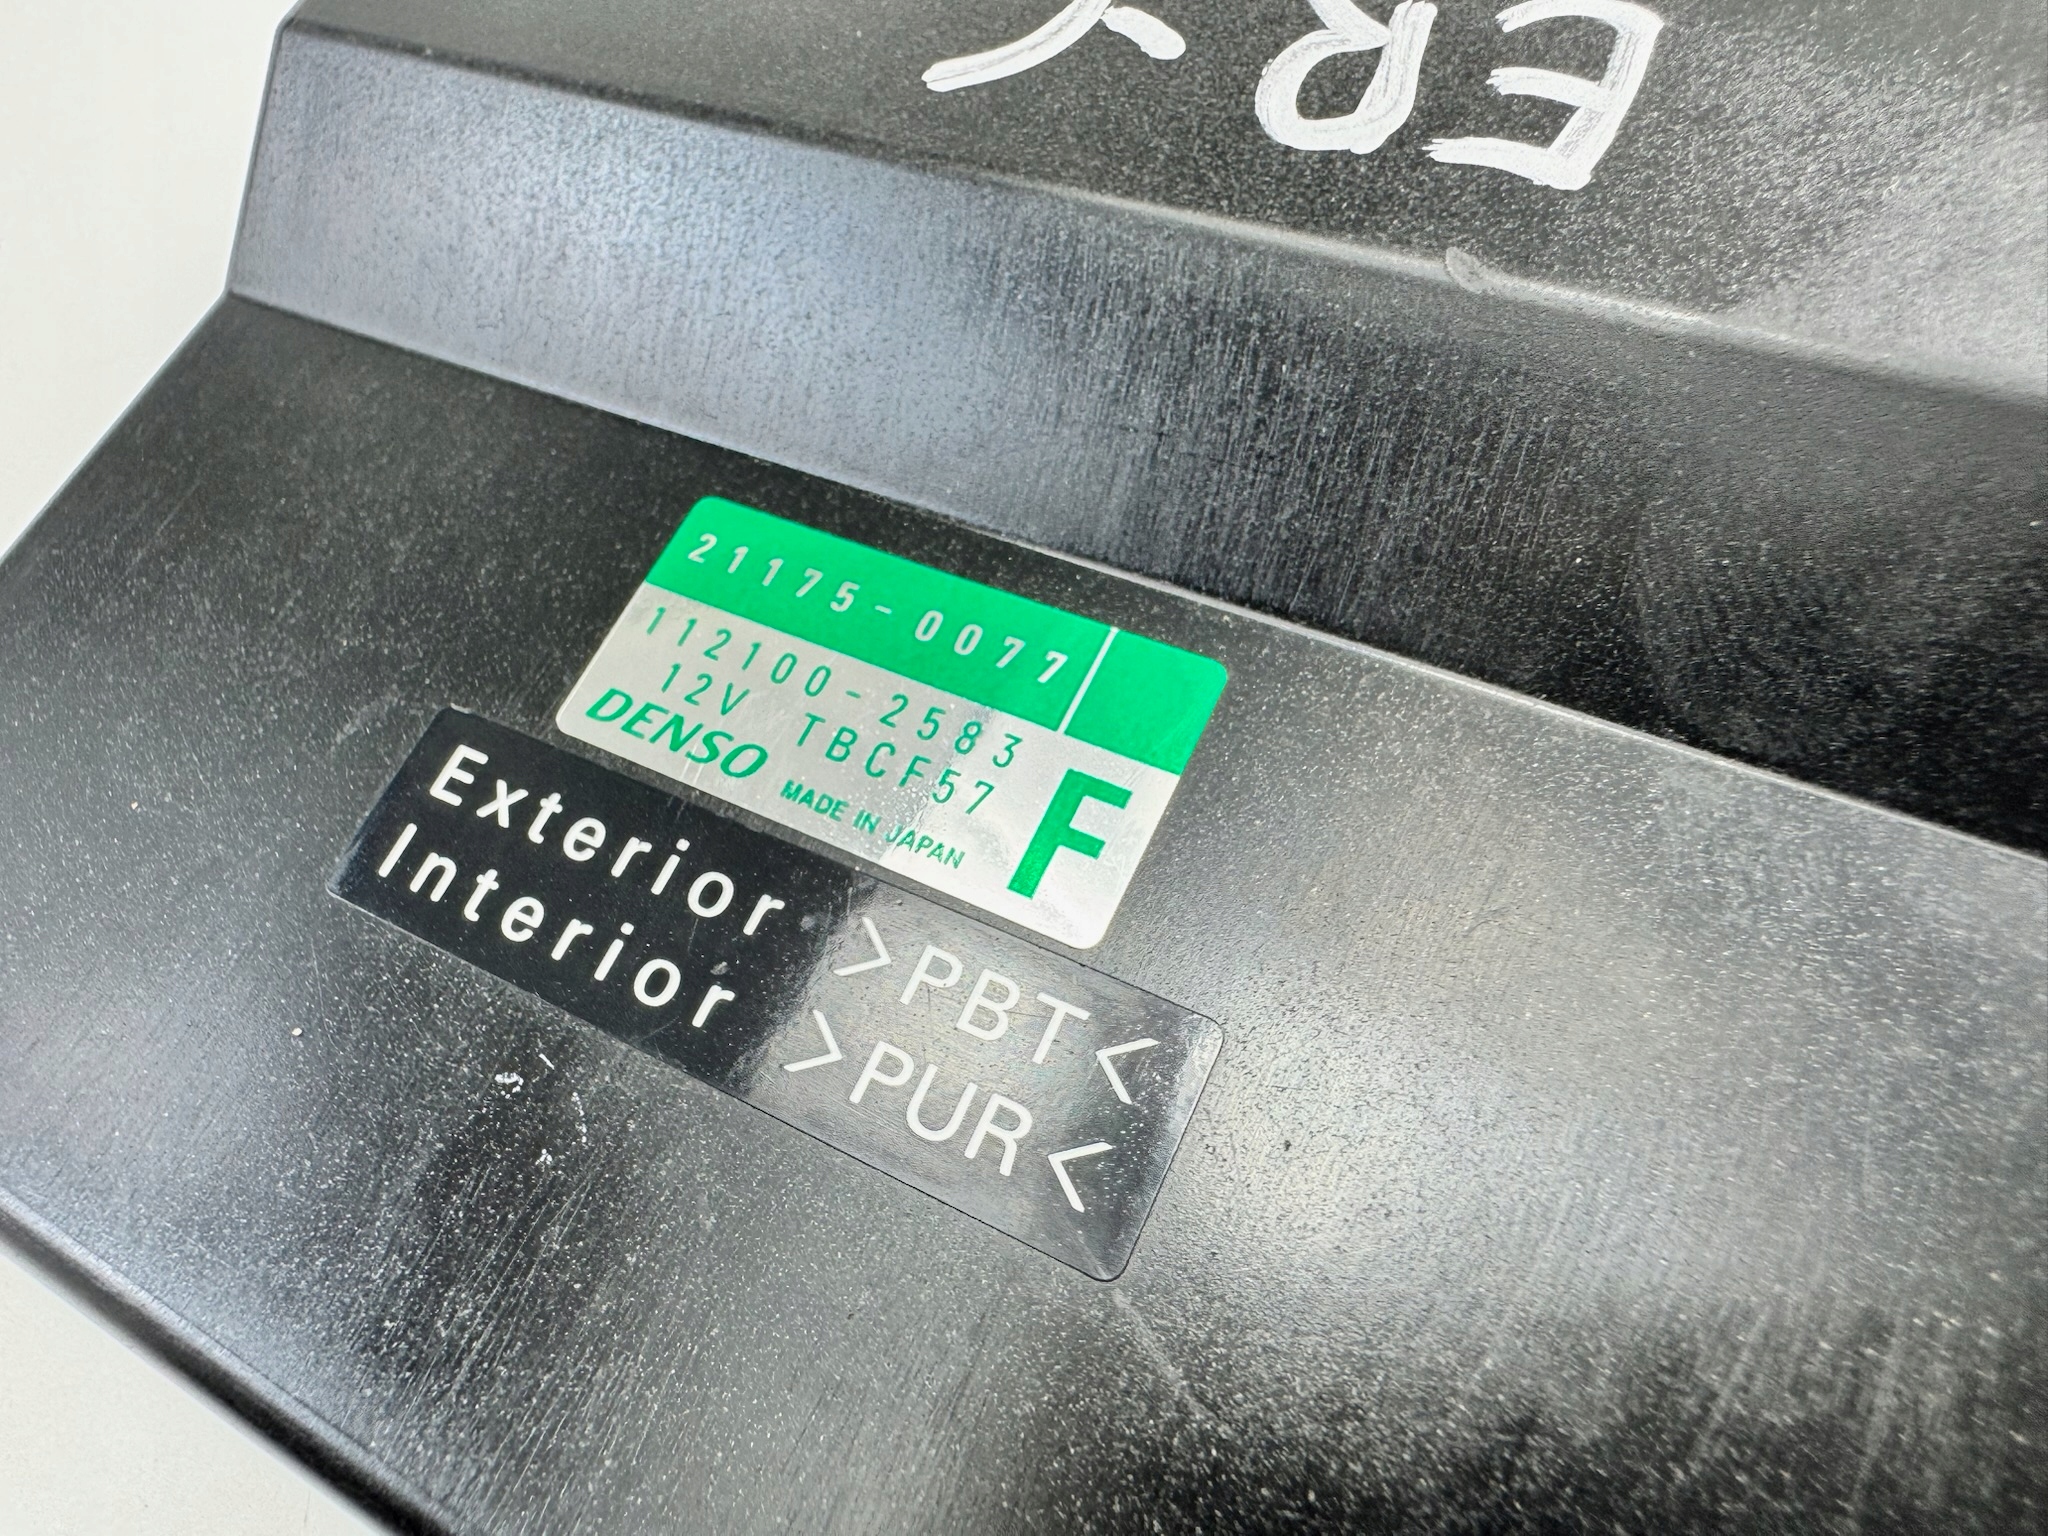 ER-Y
21175-0077
112100-2583
12V TBCF57
DENSO MADE IN JAPAN
F
Exterior >PBT<
Interior >PUR<